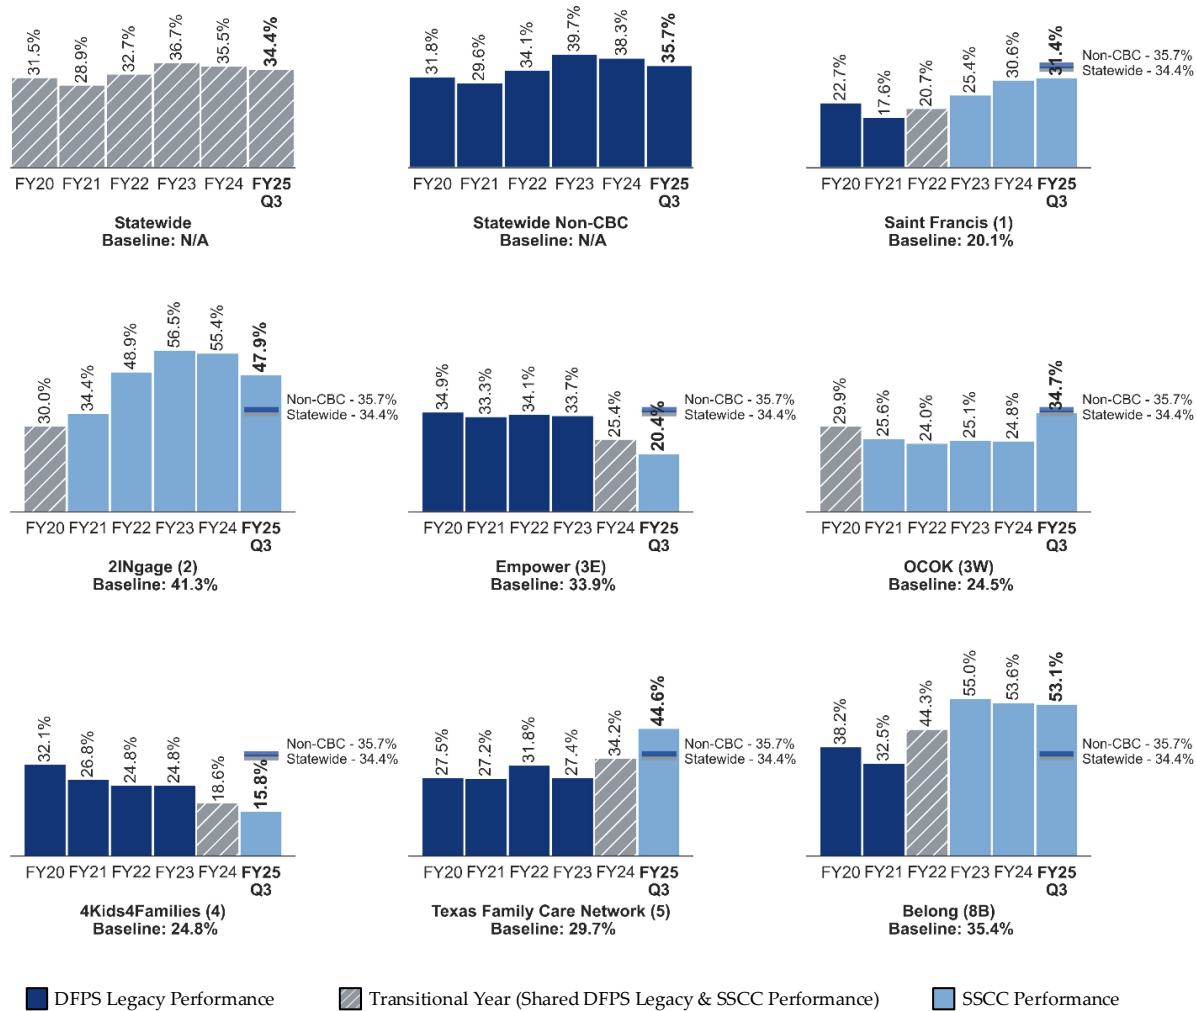 31.5%
28.9%
32.7%
36.7%
35.5%
34.4%
FY20 FY21 FY22 FY23 FY24 FY25
Q3
Statewide
Baseline: N/A
31.8%
29.6%
34.1%
39.7%
38.3%
35.7%
FY20 FY21 FY22 FY23 FY24 FY25
Q3
Statewide Non-CBC
Baseline: N/A
22.7%
17.6%
20.7%
25.4%
30.6%
31.4%
Non-CBC - 35.7%
Statewide - 34.4%
FY20 FY21 FY22 FY23 FY24 FY25
Q3
Saint Francis (1)
Baseline: 20.1%
30.0%
34.4%
48.9%
56.5%
55.4%
47.9%
Non-CBC - 35.7%
Statewide - 34.4%
FY20 FY21 FY22 FY23 FY24 FY25
Q3
2INgage (2)
Baseline: 41.3%
34.9%
33.3%
34.1%
33.7%
25.4%
20.4%
Non-CBC - 35.7%
Statewide - 34.4%
FY20 FY21 FY22 FY23 FY24 FY25
Q3
Empower (3E)
Baseline: 33.9%
29.9%
25.6%
24.0%
25.1%
24.8%
34.7%
Non-CBC - 35.7%
Statewide - 34.4%
FY20 FY21 FY22 FY23 FY24 FY25
Q3
OCOK (3W)
Baseline: 24.5%
32.1%
26.8%
24.8%
24.8%
18.6%
15.8%
Non-CBC - 35.7%
Statewide - 34.4%
FY20 FY21 FY22 FY23 FY24 FY25
Q3
4Kids4Families (4)
Baseline: 24.8%
27.5%
27.2%
31.8%
27.4%
34.2%
44.6%
Non-CBC - 35.7%
Statewide - 34.4%
FY20 FY21 FY22 FY23 FY24 FY25
Q3
Texas Family Care Network (5)
Baseline: 29.7%
38.2%
32.5%
44.3%
55.0%
53.6%
53.1%
Non-CBC - 35.7%
Statewide - 34.4%
FY20 FY21 FY22 FY23 FY24 FY25
Q3
Belong (8B)
Baseline: 35.4%
DFPS Legacy Performance
Transitional Year (Shared DFPS Legacy & SSCC Performance)
SSCC Performance